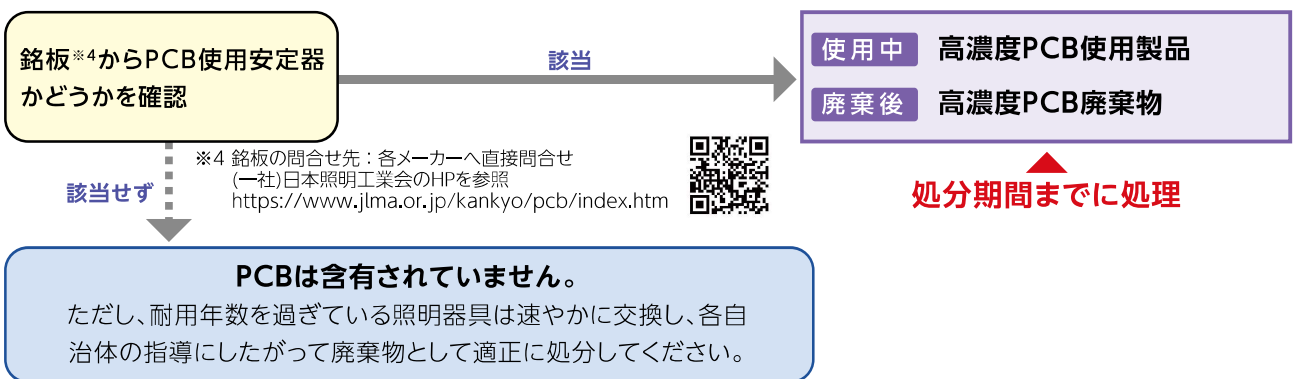 銘板※4からPCB使用安定器
かどうかを確認
該当
使用中 高濃度PCB使用製品
廃棄後 高濃度PCB廃棄物
処分期間までに処理
該当せず
※4 銘板の問合せ先：各メーカーへ直接問合せ
(一社)日本照明工業会のHPを参照
https://www.jlma.or.jp/kankyo/pcb/index.htm
PCBは含有されていません。
ただし、耐用年数を過ぎている照明器具は速やかに交換し、各自
治体の指導にしたがって廃棄物として適正に処分してください。